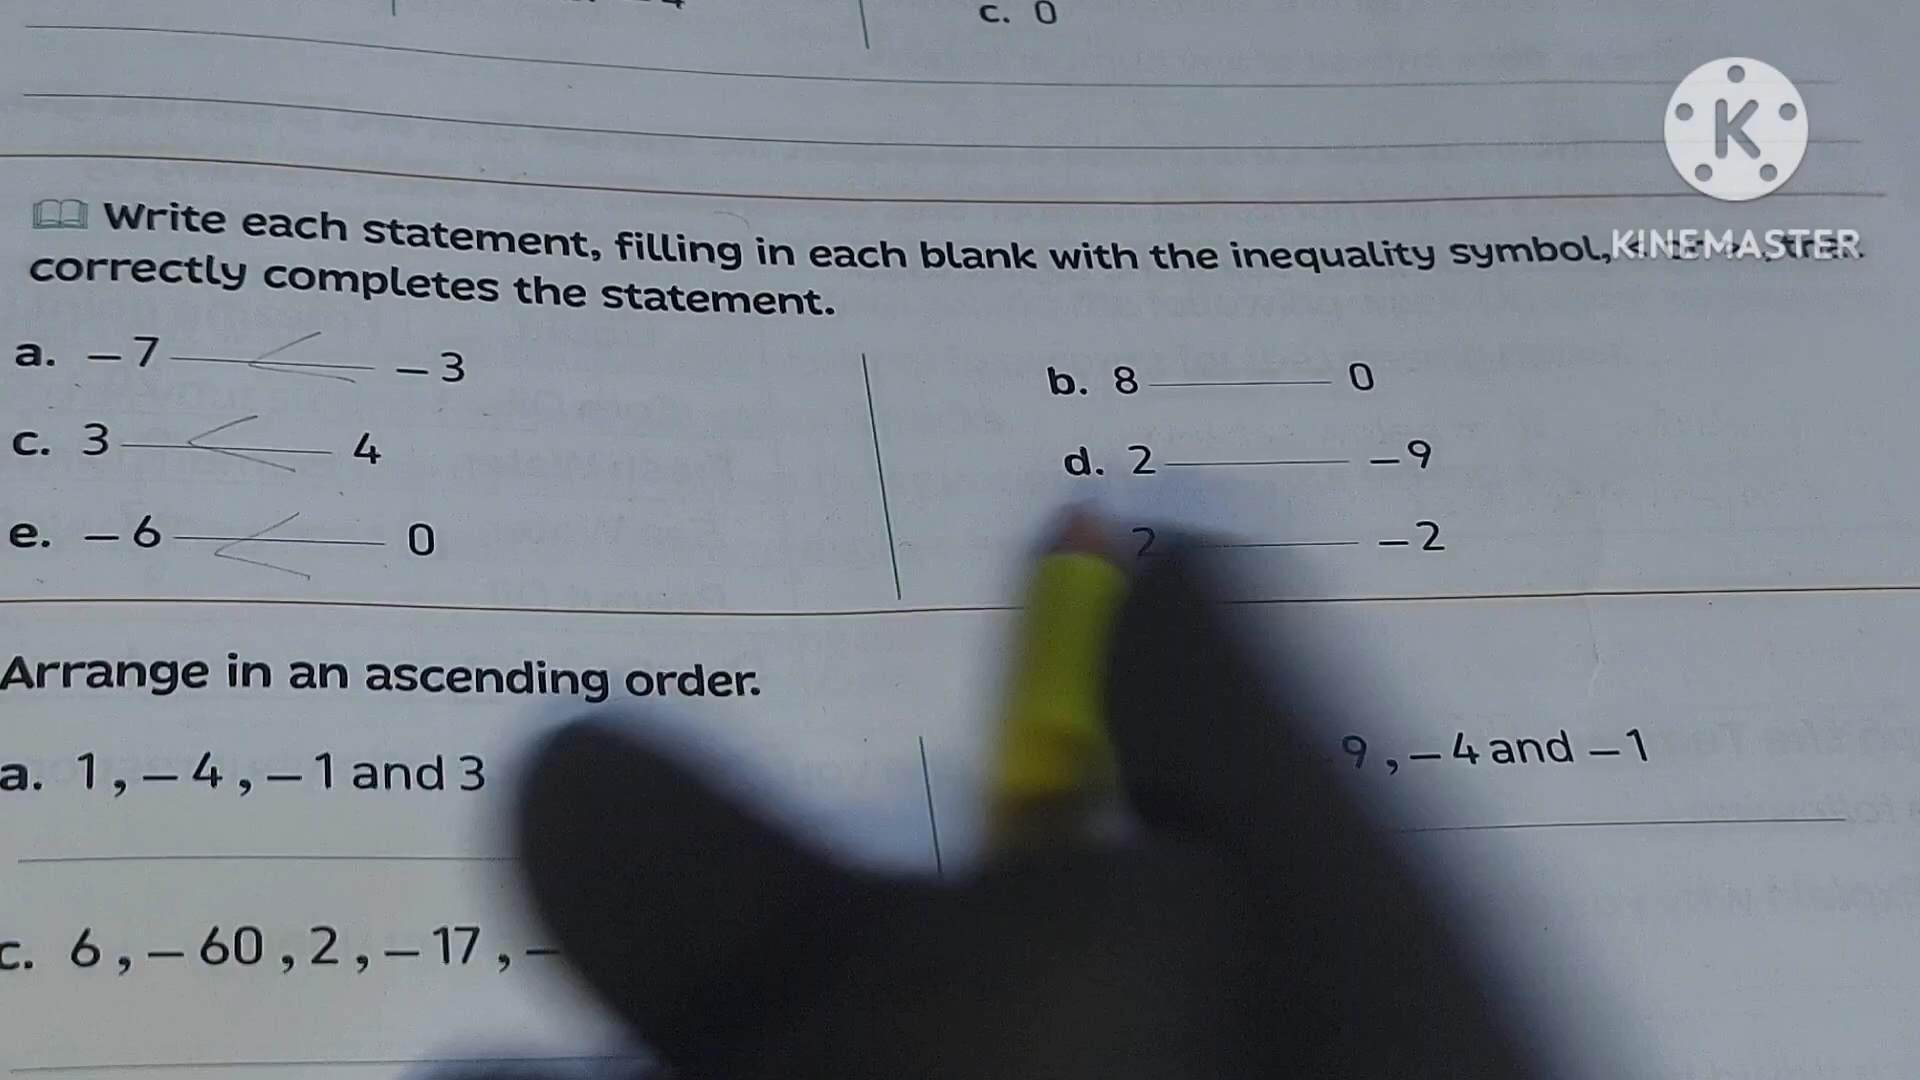 c. 0
K
KINEMASTER
Write each statement, filling in each blank with the inequality symbol,
correctly completes the statement.
a. – 7 < – 3
b. 8 0
c. 3 < 4
d. 2 – 9
e. – 6 < 0
2 – 2
Arrange in an ascending order.
a. 1 , – 4 , – 1 and 3
9 , – 4 and – 1
c. 6 , – 60 , 2 , – 17 , –